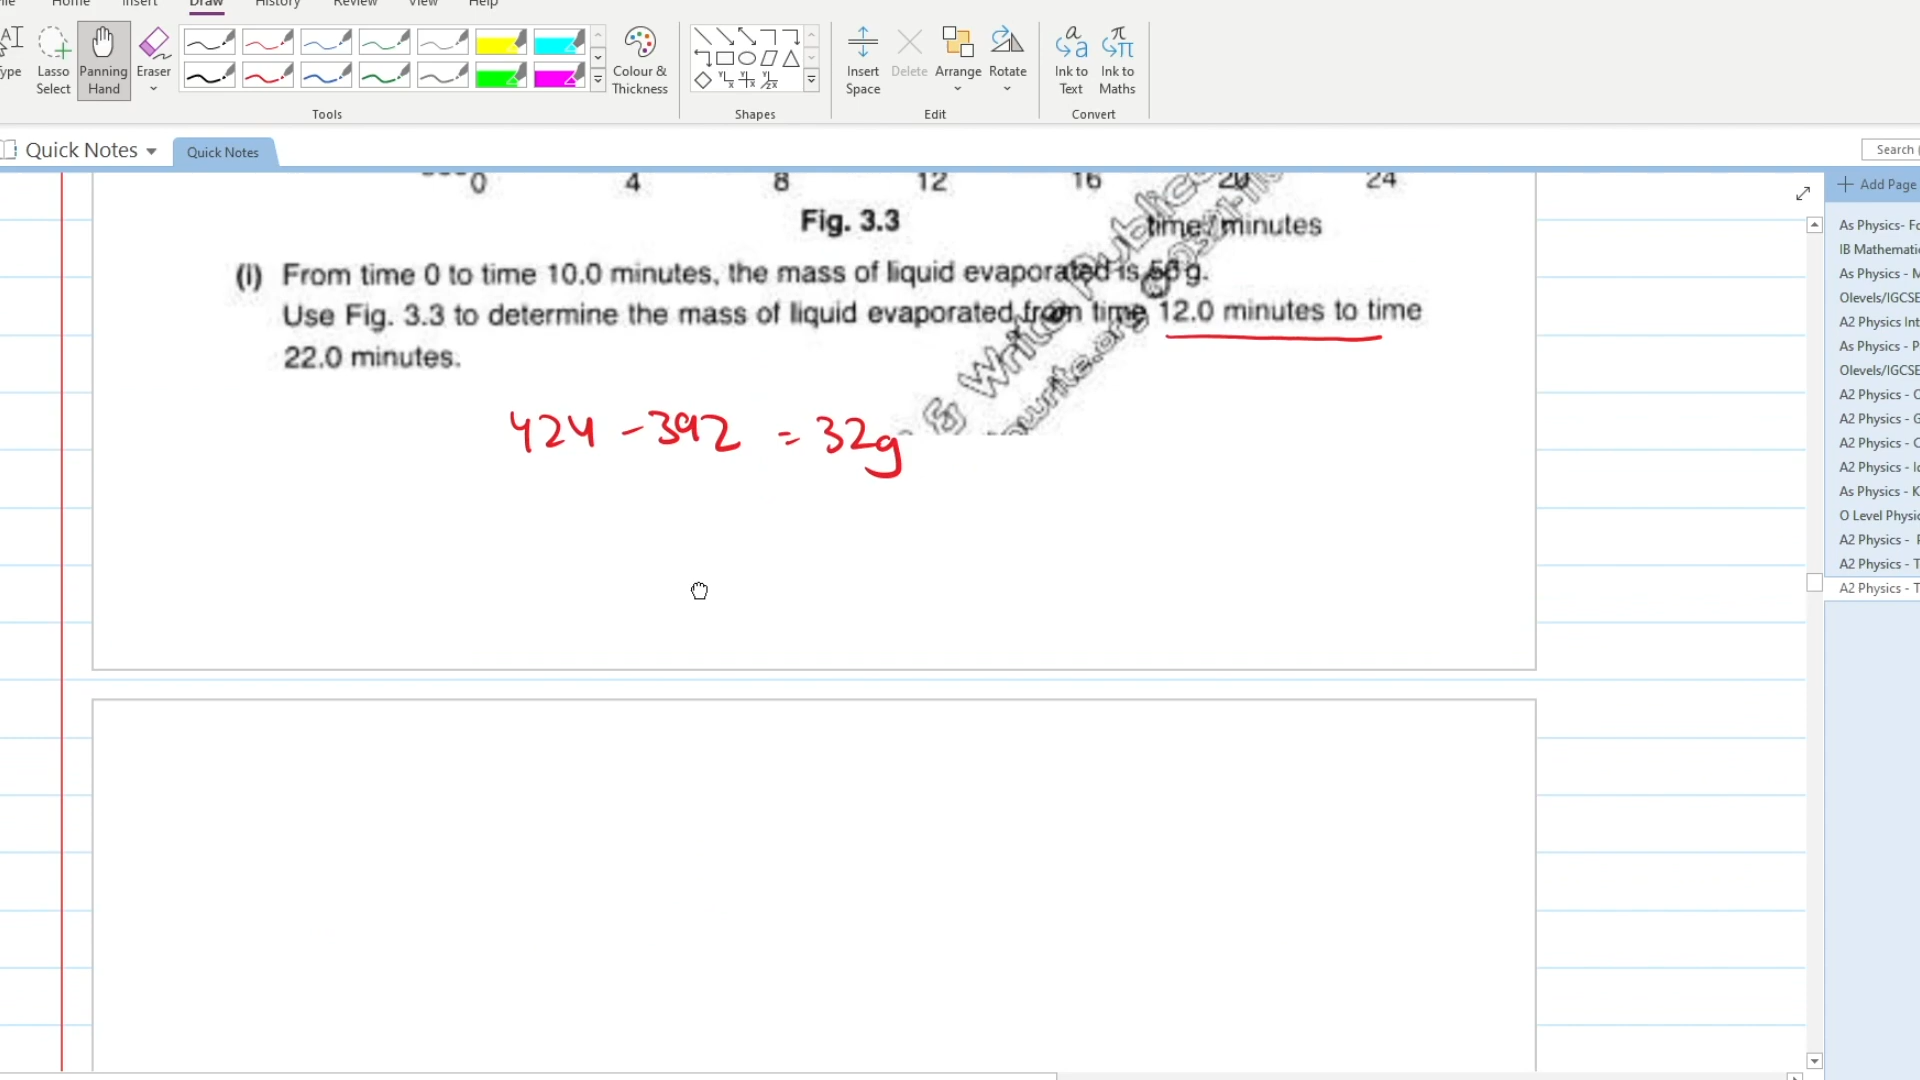 Home Insert Draw History Review View Help
Lasso Select
Panning Hand
Eraser
Colour & Thickness
Insert Space
Delete
Arrange
Rotate
Ink to Text
Ink to Maths
Tools
Shapes
Edit
Convert
Quick Notes
Quick Notes
Search
Add Page
0 4 8 12 16 20 24
Fig. 3.3
time / minutes
(i) From time 0 to time 10.0 minutes, the mass of liquid evaporated is 56 g.
Use Fig. 3.3 to determine the mass of liquid evaporated from time 12.0 minutes to time
22.0 minutes.
424 - 392 = 32g
As Physics- Fo
IB Mathematic
As Physics - M
Olevels/IGCSE
A2 Physics Int
As Physics - P
Olevels/IGCSE
A2 Physics - C
A2 Physics - G
A2 Physics - C
A2 Physics - Id
As Physics - K
O Level Physic
A2 Physics - P
A2 Physics - T
A2 Physics - T